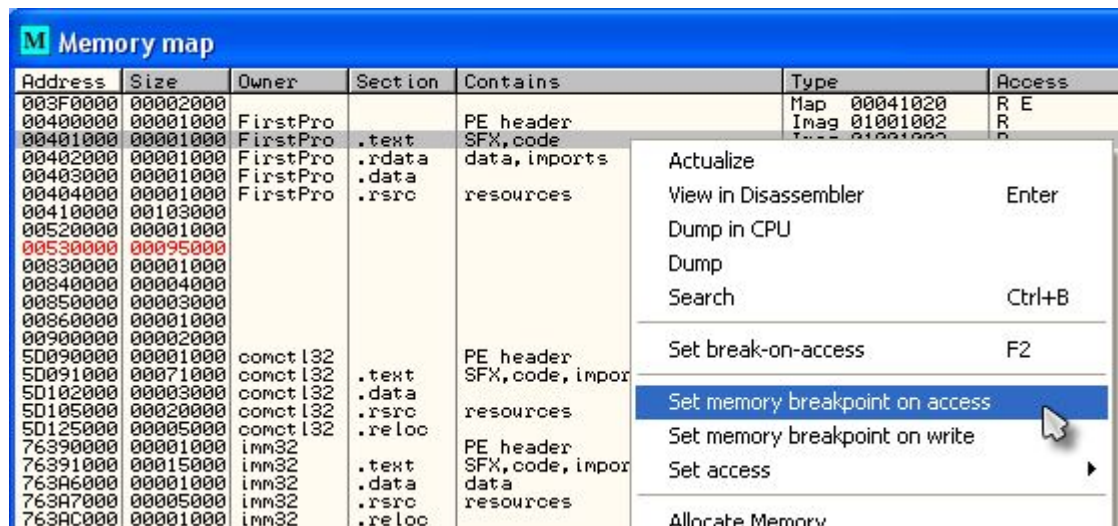 M Memory map
Address Size Owner Section Contains Type Access
003F0000 00002000 Map 00041020 R E
00400000 00001000 FirstPro PE header Imag 01001002 R
00401000 00001000 FirstPro .text SFX,code Imag 01001002 R
00402000 00001000 FirstPro .rdata data,imports
00403000 00001000 FirstPro .data
00404000 00001000 FirstPro .rsrc resources
00410000 00103000
00520000 00001000
00530000 00095000
00830000 00001000
00840000 00004000
00850000 00003000
00860000 00001000
00900000 00002000
5D090000 00001000 comctl32 PE header
5D091000 00071000 comctl32 .text SFX,code,impor
5D102000 00003000 comctl32 .data
5D105000 00020000 comctl32 .rsrc resources
5D125000 00005000 comctl32 .reloc
76390000 00001000 imm32 PE header
76391000 00015000 imm32 .text SFX,code,impor
763A6000 00001000 imm32 .data data
763A7000 00005000 imm32 .rsrc resources
763AC000 00001000 imm32 .reloc
Actualize
View in Disassembler Enter
Dump in CPU
Dump
Search Ctrl+B
Set break-on-access F2
Set memory breakpoint on access
Set memory breakpoint on write
Set access
Allocate Memory